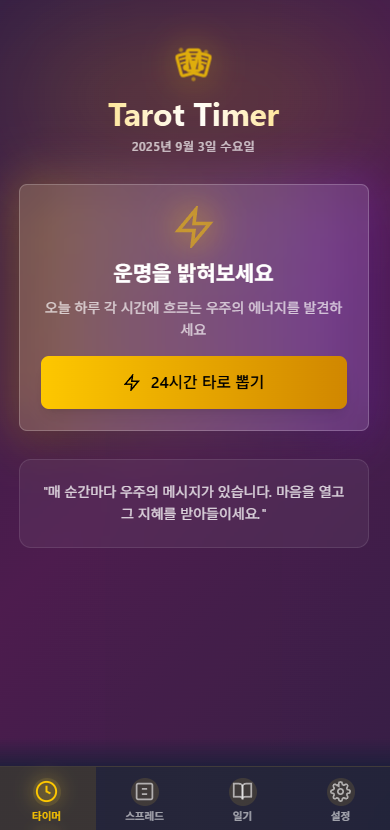 Tarot Timer
2025년 9월 3일 수요일
운명을 밝혀보세요
오늘 하루 각 시간에 흐르는 우주의 에너지를 발견하
세요
24시간 타로 뽑기
"매 순간마다 우주의 메시지가 있습니다. 마음을 열고
그 지혜를 받아들이세요."
타이머
스프레드
일기
설정